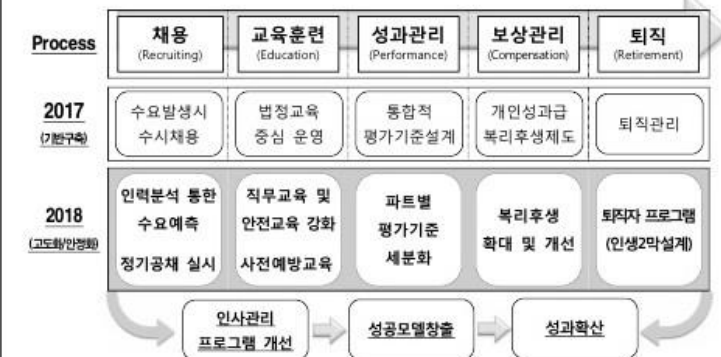 Process
채용
(Recruiting)
교육훈련
(Education)
성과관리
(Performance)
보상관리
(Compensation)
퇴직
(Retirement)
2017
(기반구축)
수요발생시
수시채용
법정교육
중심 운영
통합적
평가기준설계
개인성과급
복리후생제도
퇴직관리
2018
(고도화/안정화)
인력분석 통한
수요예측
정기공채 실시
직무교육 및
안전교육 강화
사전예방교육
파트별
평가기준
세분화
복리후생
확대 및 개선
퇴직자 프로그램
(인생2막설계)
인사관리
프로그램 개선
성공모델창출
성과확산